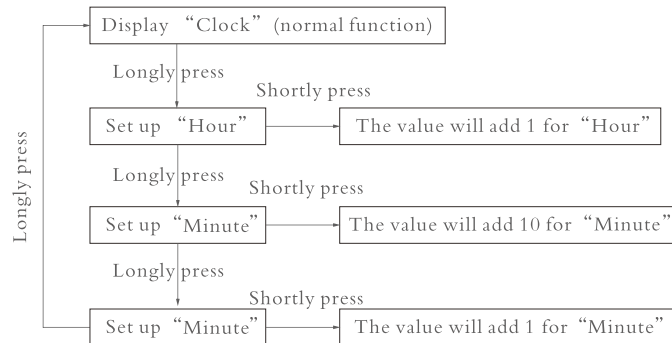 Display “Clock” (normal function)
Longly press
Shortly press
Set up “Hour”
The value will add 1 for “Hour”
Longly press
Shortly press
Set up “Minute”
The value will add 10 for “Minute”
Longly press
Shortly press
Set up “Minute”
The value will add 1 for “Minute”
Longly press